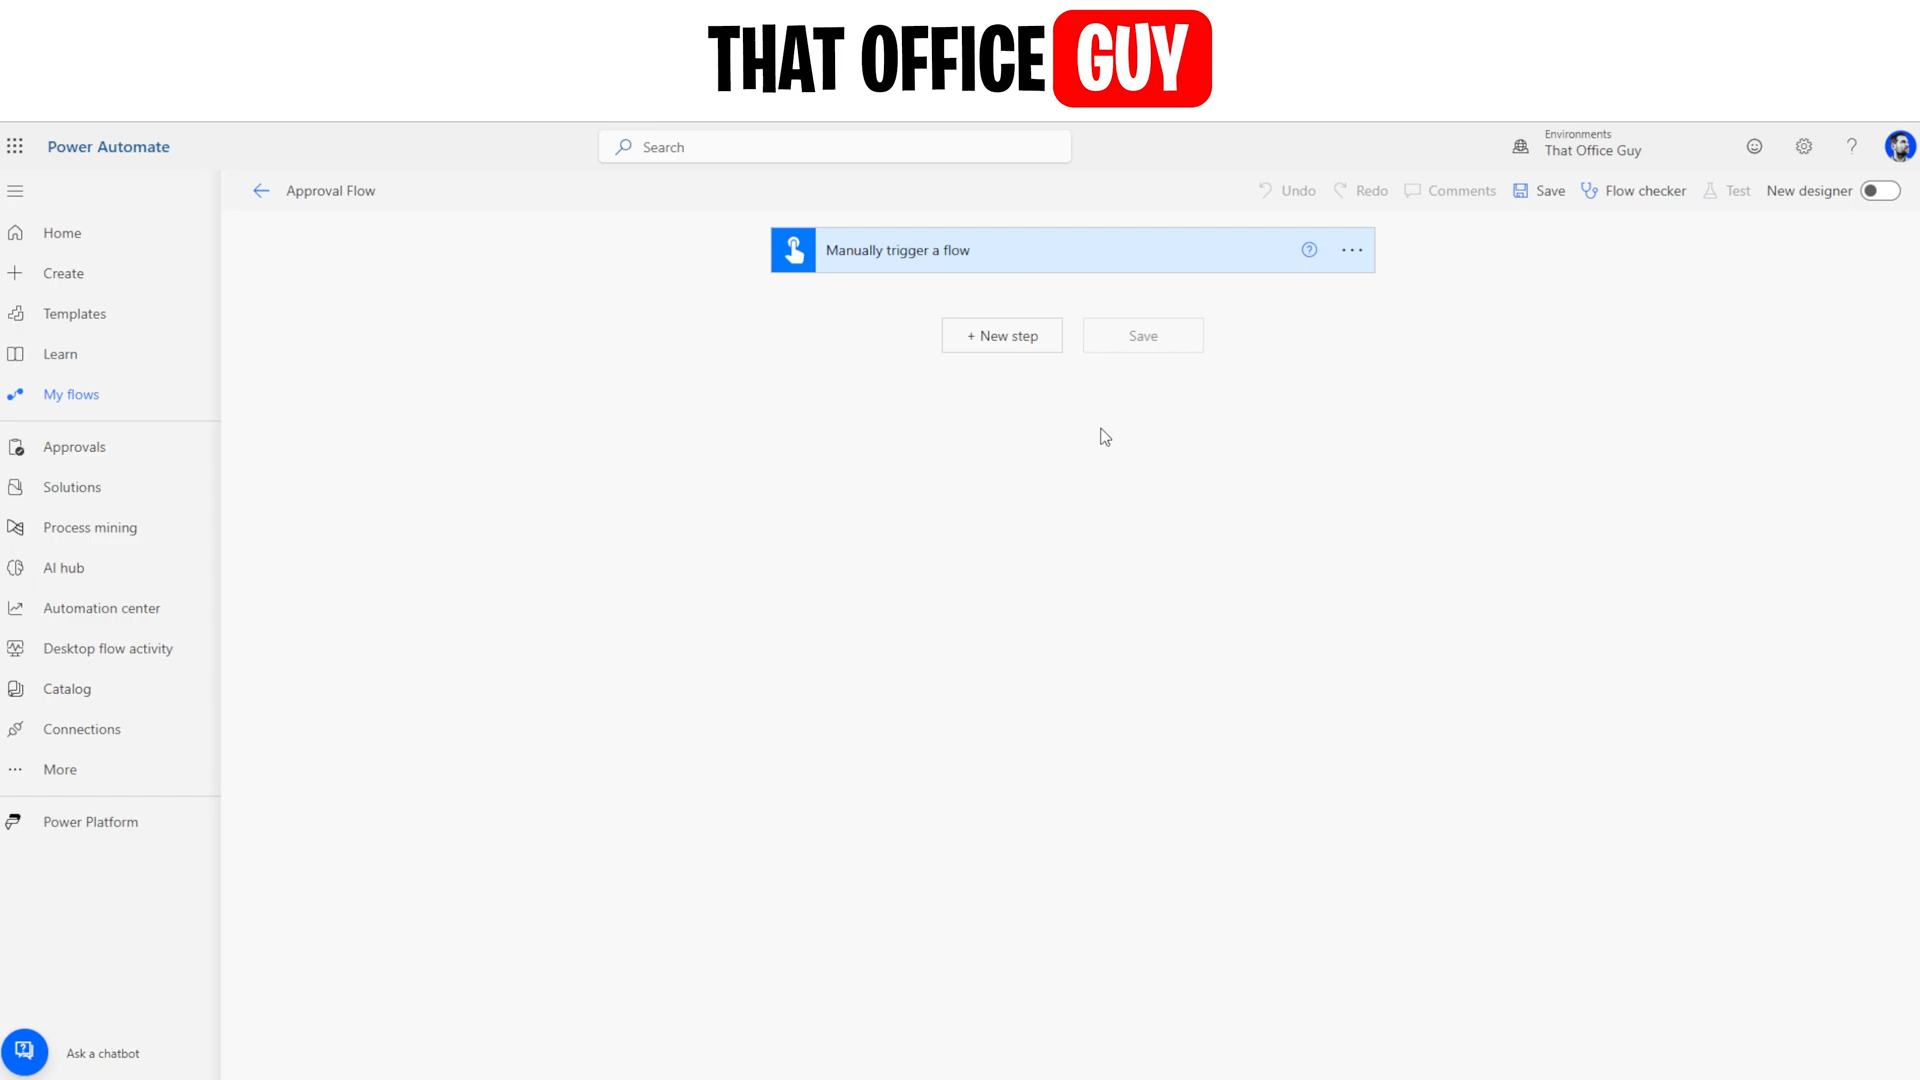 THAT OFFICE GUY
Power Automate
Search
Environments
That Office Guy
Approval Flow
Undo
Redo
Comments
Save
Flow checker
Test
New designer
Home
Create
Templates
Learn
My flows
Approvals
Solutions
Process mining
AI hub
Automation center
Desktop flow activity
Catalog
Connections
More
Power Platform
Ask a chatbot
Manually trigger a flow
+ New step
Save